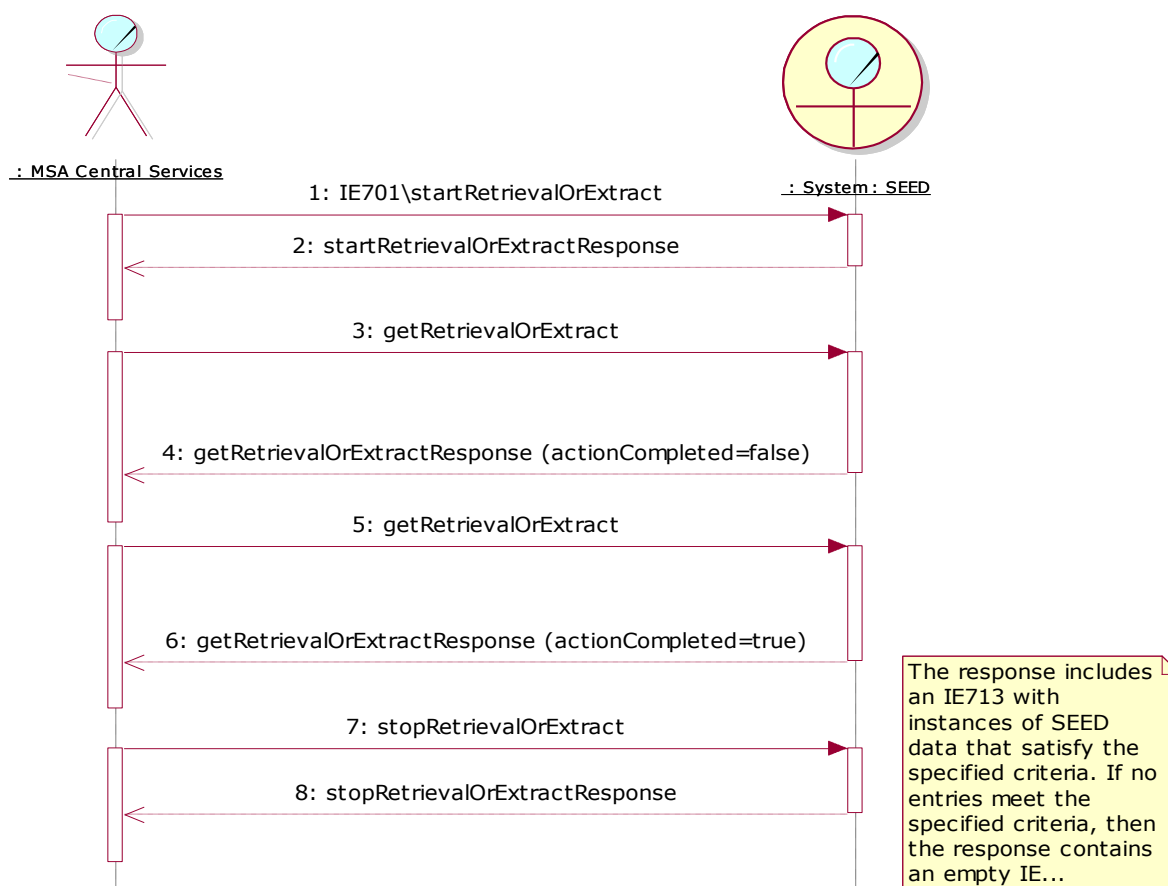 : MSA Central Services
: System : SEED
1: IE701\startRetrievalOrExtract
2: startRetrievalOrExtractResponse
3: getRetrievalOrExtract
4: getRetrievalOrExtractResponse (actionCompleted=false)
5: getRetrievalOrExtract
6: getRetrievalOrExtractResponse (actionCompleted=true)
7: stopRetrievalOrExtract
8: stopRetrievalOrExtractResponse
The response includes
an IE713 with
instances of SEED
data that satisfy the
specified criteria. If no
entries meet the
specified criteria, then
the response contains
an empty IE...